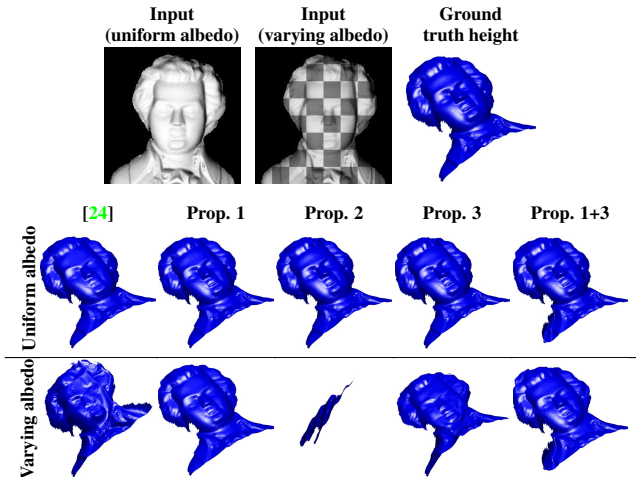 Input
(uniform albedo)
Input
(varying albedo)
Ground
truth height
[24] Prop. 1 Prop. 2 Prop. 3 Prop. 1+3
Uniform albedo
Varying albedo